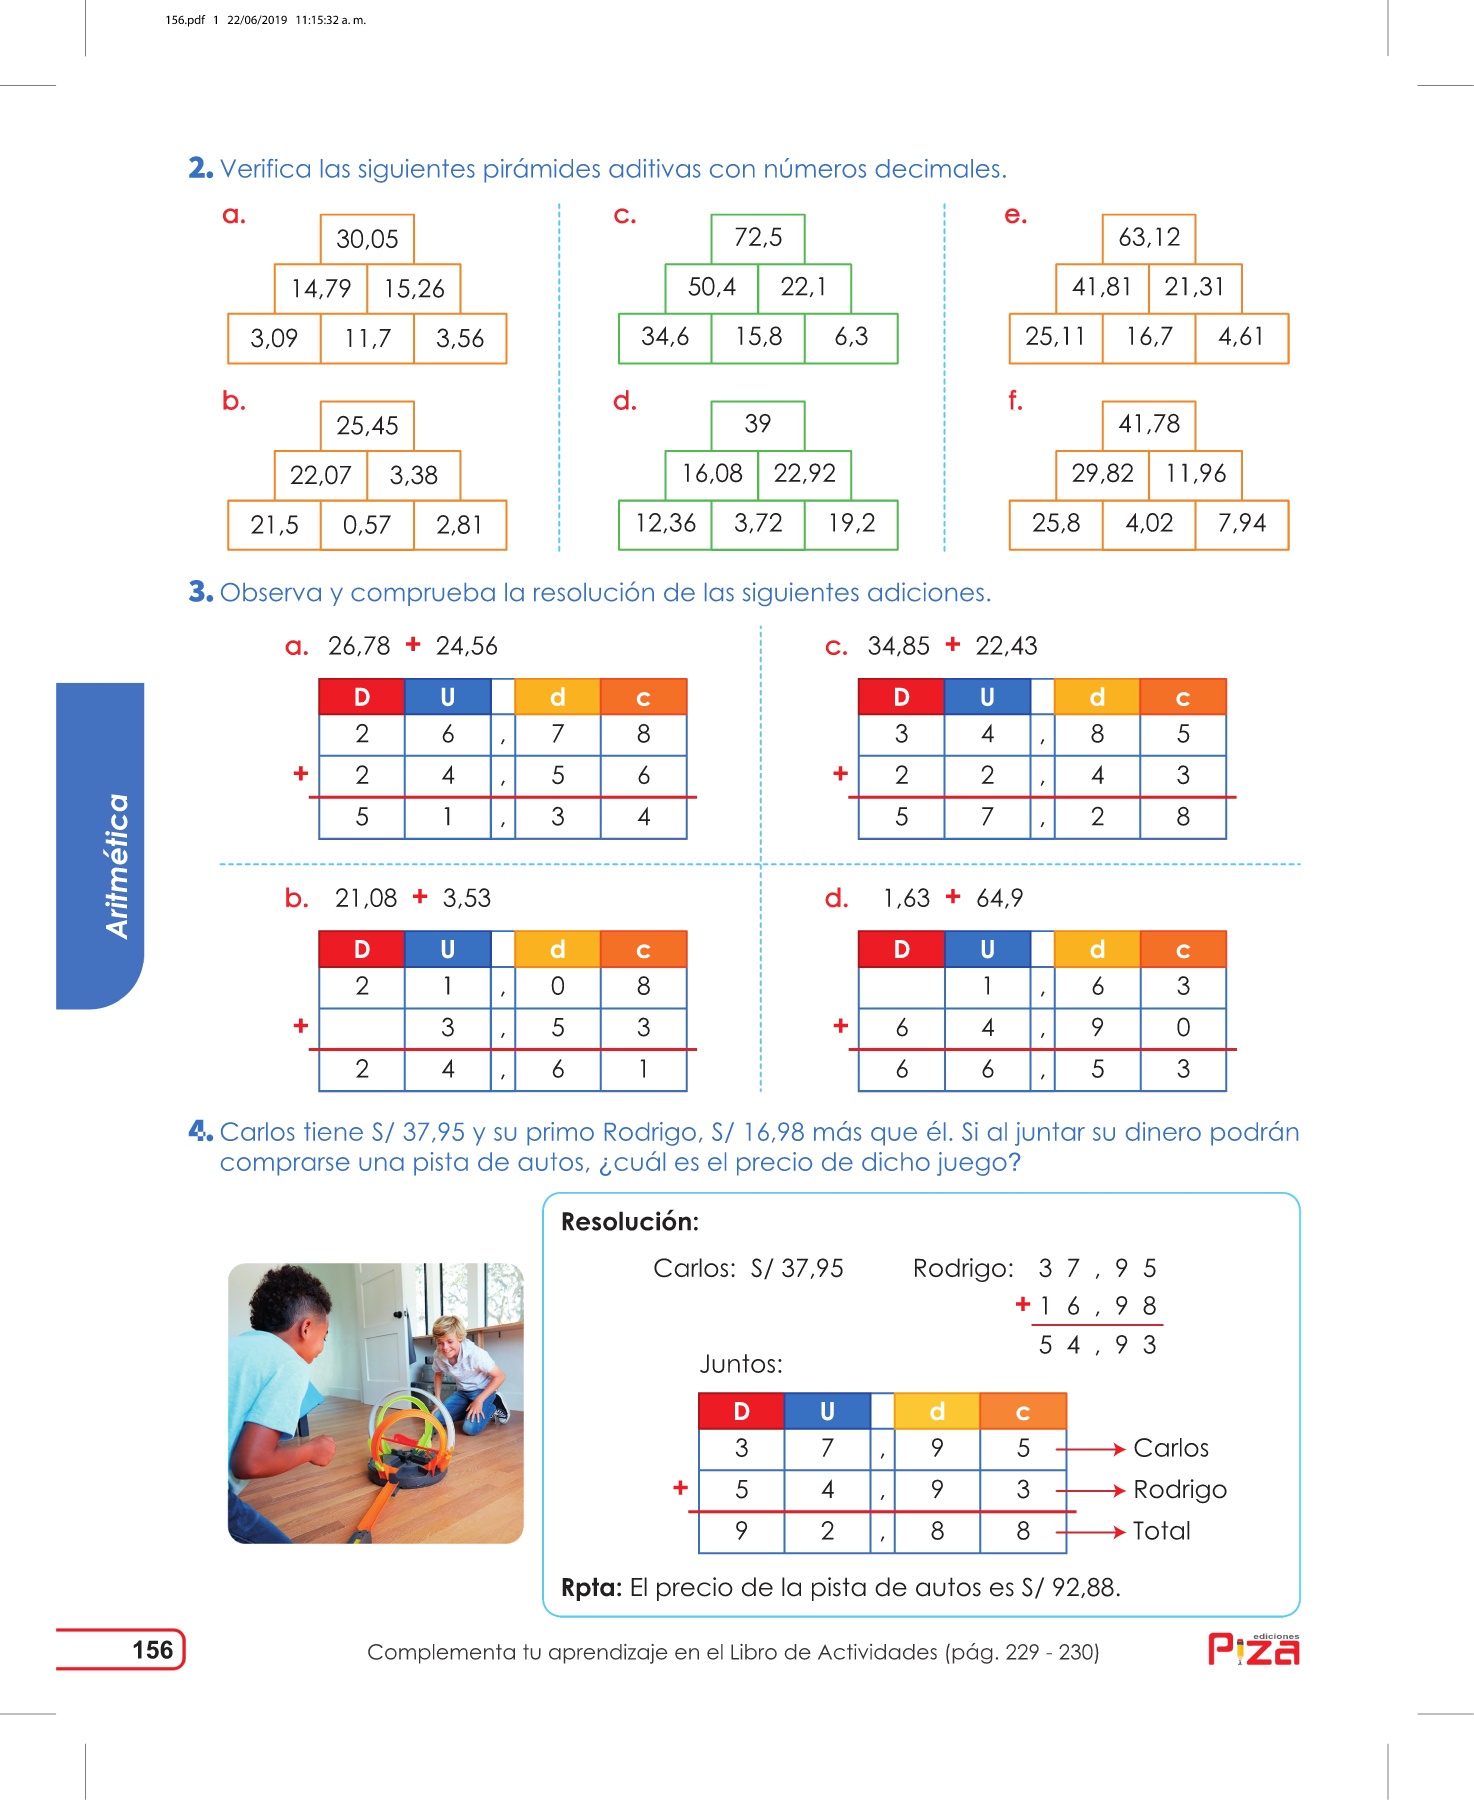 156.pdf 1 22/06/2019 11:15:32 a. m.
2. Verifica las siguientes pirámides aditivas con números decimales.
a.
30,05
14,79 15,26
3,09 11,7 3,56
b.
25,45
22,07 3,38
21,5 0,57 2,81
c.
72,5
50,4 22,1
34,6 15,8 6,3
d.
39
16,08 22,92
12,36 3,72 19,2
e.
63,12
41,81 21,31
25,11 16,7 4,61
f.
41,78
29,82 11,96
25,8 4,02 7,94
3. Observa y comprueba la resolución de las siguientes adiciones.
a. 26,78 + 24,56
D U d c
2 6 , 7 8
+ 2 4 , 5 6
5 1 , 3 4
b. 21,08 + 3,53
D U d c
2 1 , 0 8
+ 3 , 5 3
2 4 , 6 1
c. 34,85 + 22,43
D U d c
3 4 , 8 5
+ 2 2 , 4 3
5 7 , 2 8
d. 1,63 + 64,9
D U d c
1 , 6 3
+ 6 4 , 9 0
6 6 , 5 3
Aritmética
4. Carlos tiene S/ 37,95 y su primo Rodrigo, S/ 16,98 más que él. Si al juntar su dinero podrán
comprarse una pista de autos, ¿cuál es el precio de dicho juego?
Resolución:
Carlos: S/ 37,95 Rodrigo: 3 7 , 9 5
+ 1 6 , 9 8
5 4 , 9 3
Juntos:
D U d c
3 7 , 9 5 Carlos
+ 5 4 , 9 3 Rodrigo
9 2 , 8 8 Total
Rpta: El precio de la pista de autos es S/ 92,88.
156
Complementa tu aprendizaje en el Libro de Actividades (pág. 229 - 230)
ediciones
Piza